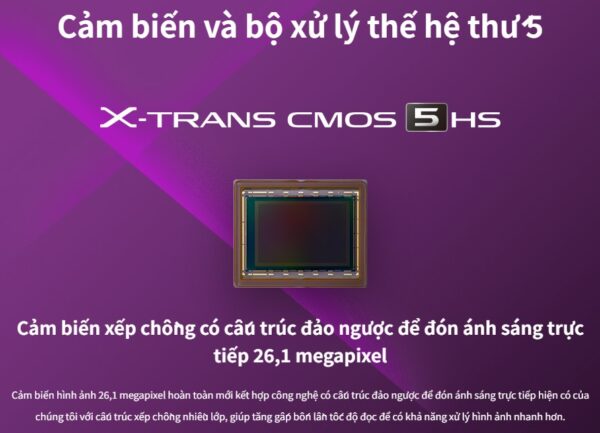 Cảm biến và bộ xử lý thế hệ thứ 5
X-TRANS CMOS 5 HS
Cảm biến xếp chồng có cấu trúc đảo ngược để đón ánh sáng trực
tiếp 26,1 megapixel
Cảm biến hình ảnh 26,1 megapixel hoàn toàn mới kết hợp công nghệ có cấu trúc đảo ngược để đón ánh sáng trực tiếp hiện có của
chúng tôi với cấu trúc xếp chồng nhiều lớp, giúp tăng gấp bốn lần tốc độ đọc để có khả năng xử lý hình ảnh nhanh hơn.